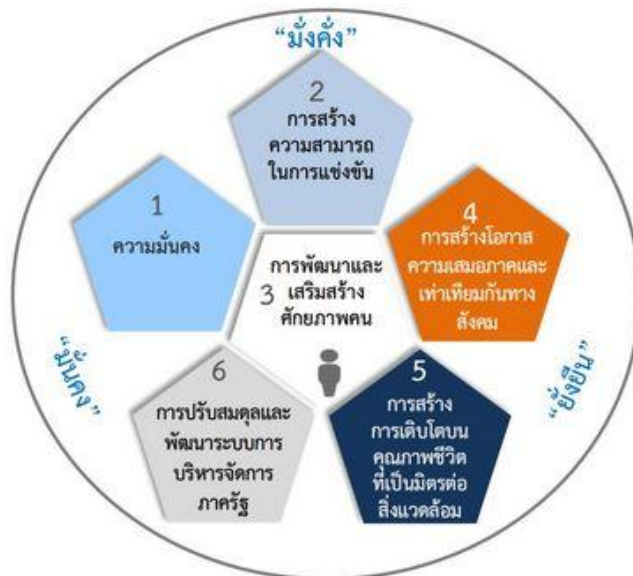 “มั่งคั่ง”
2
การสร้าง
ความสามารถ
ในการแข่งขัน
1
ความมั่นคง
4
การสร้างโอกาส
ความเสมอภาคและ
เท่าเทียมกันทาง
สังคม
การพัฒนาและ
3 เสริมสร้าง
ศักยภาพคน
“มั่นคง”
“ยั่งยืน”
6
การปรับสมดุลและ
พัฒนาระบบการ
บริหารจัดการ
ภาครัฐ
5
การสร้าง
การเติบโตบน
คุณภาพชีวิต
ที่เป็นมิตรต่อ
สิ่งแวดล้อม